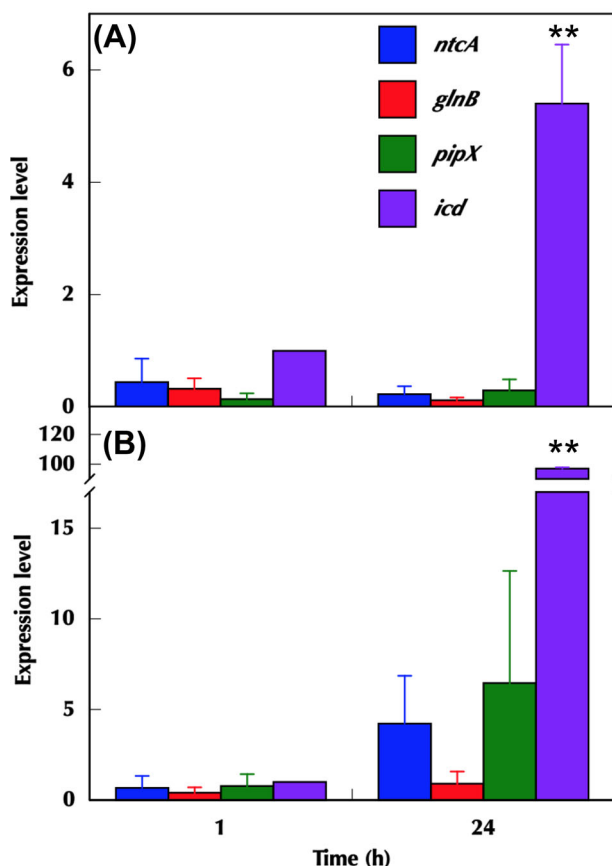 (A)
ntcA
glnB
pipX
icd
**
Expression level
6
4
2
0
(B)
**
Expression level
120
100
15
10
5
0
1 24
Time (h)